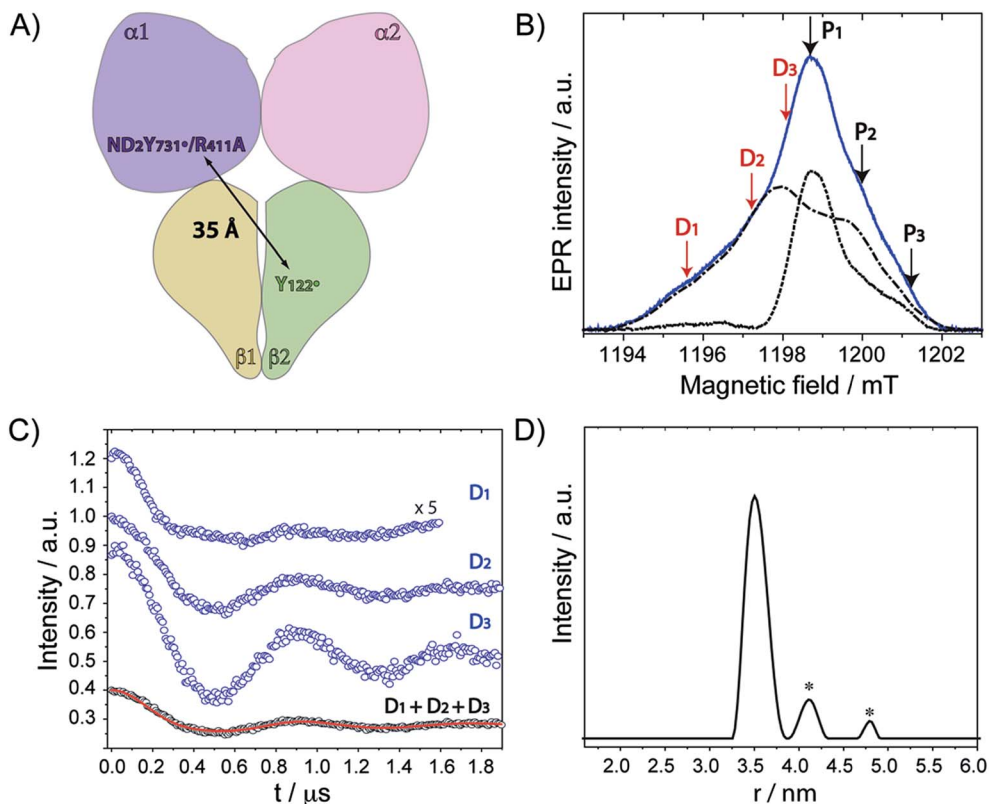 A)
α1
α2
ND2Y731•/R411A
35 Å
Y122•
β1
β2
B)
EPR intensity / a.u.
P1
D3
P2
D2
D1
P3
1194 1196 1198 1200 1202
Magnetic field / mT
C)
Intensity / a.u.
1.2
1.1
1.0
0.9
0.8
0.7
0.6
0.5
0.4
0.3
D1
x 5
D2
D3
D1 + D2 + D3
0.0 0.2 0.4 0.6 0.8 1.0 1.2 1.4 1.6 1.8
t / μs
D)
Intensity / a.u.
*
*
2.0 2.5 3.0 3.5 4.0 4.5 5.0 5.5 6.0
r / nm